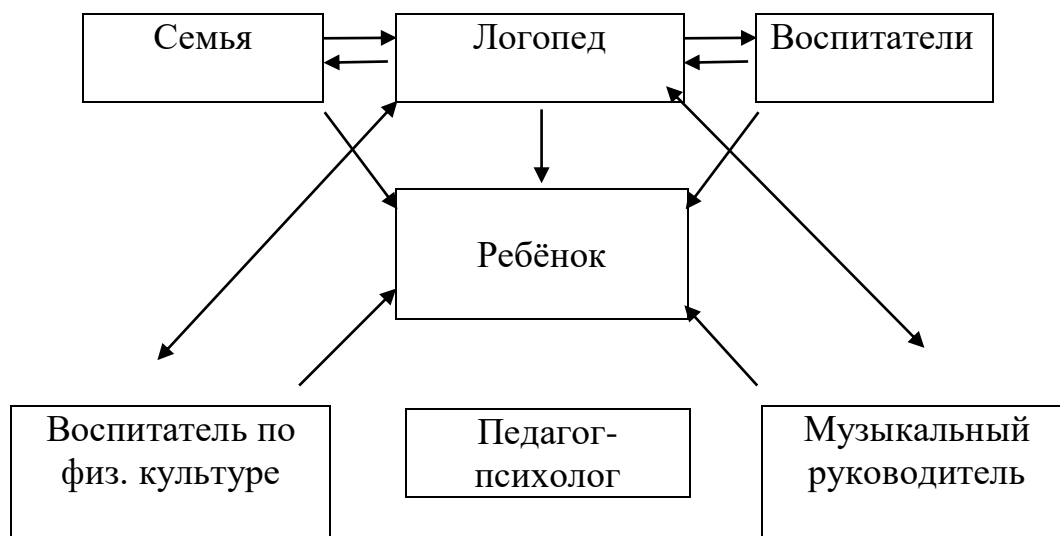 Семья
Логопед
Воспитатели
Ребёнок
Воспитатель по
физ. культуре
Педагог-
психолог
Музыкальный
руководитель